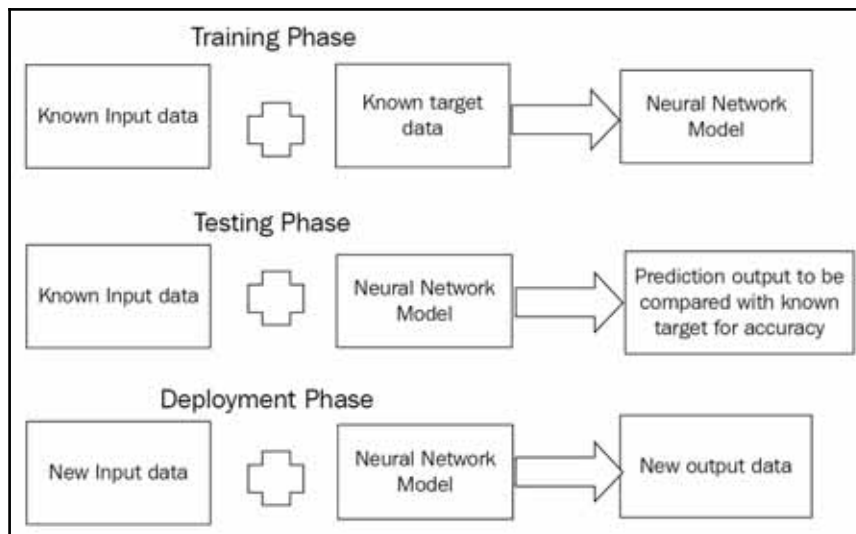 Training Phase
Known Input data
Known target
data
Neural Network
Model
Testing Phase
Known Input data
Neural Network
Model
Prediction output to be
compared with known
target for accuracy
Deployment Phase
New Input data
Neural Network
Model
New output data